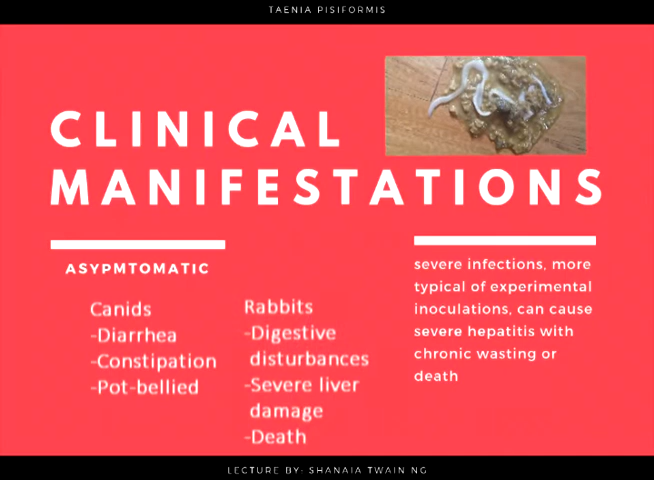 TAENIA PISIFORMIS
CLINICAL
MANIFESTATIONS
ASYPMTOMATIC
Canids
-Diarrhea
-Constipation
-Pot-bellied
Rabbits
-Digestive
disturbances
-Severe liver
damage
-Death
severe infections, more
typical of experimental
inoculations, can cause
severe hepatitis with
chronic wasting or
death
LECTURE BY: SHANAIA TWAIN NG